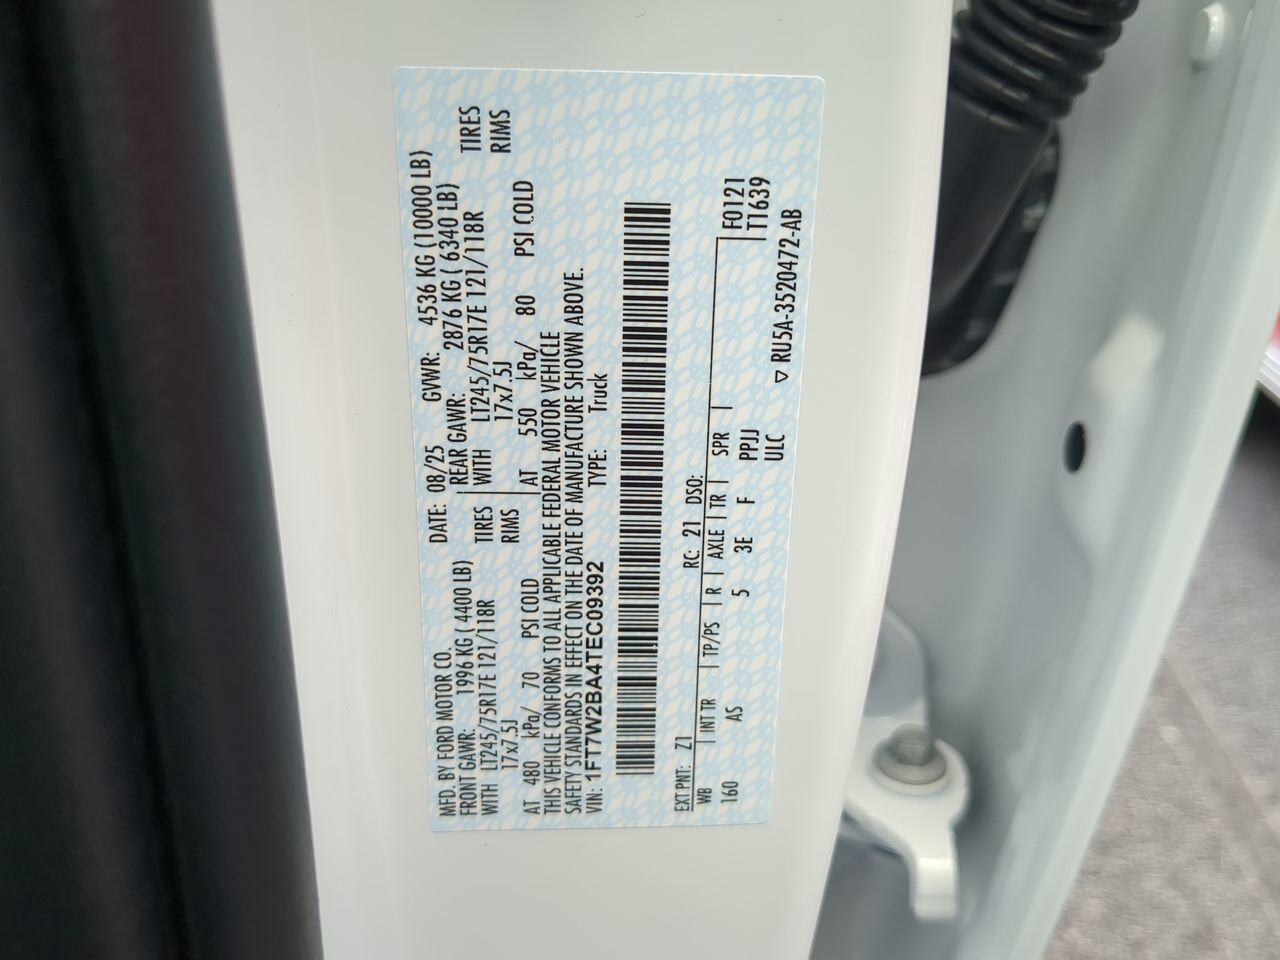 MFD. BY FORD MOTOR CO. DATE: 08/25 GVWR: 4536 KG (10000 LB)
FRONT GAWR: 1996 KG ( 4400 LB) REAR GAWR: 2876 KG ( 6340 LB)
WITH LT245/75R17E 121/118R TIRES WITH LT245/75R17E 121/118R TIRES
17x7.5J RIMS 17x7.5J RIMS
AT 480 kPa/ 70 PSI COLD AT 550 kPa/ 80 PSI COLD
THIS VEHICLE CONFORMS TO ALL APPLICABLE FEDERAL MOTOR VEHICLE
SAFETY STANDARDS IN EFFECT ON THE DATE OF MANUFACTURE SHOWN ABOVE.
VIN: 1FT7W2BA4TEC09392 TYPE: Truck
EXT PNT: Z1 RC: 21 DSO:
WB INT TR TP/PS R AXLE TR SPR F0121
160 AS 5 3E F PPJJ T1639
ULC
▽ RU5A-3520472-AB